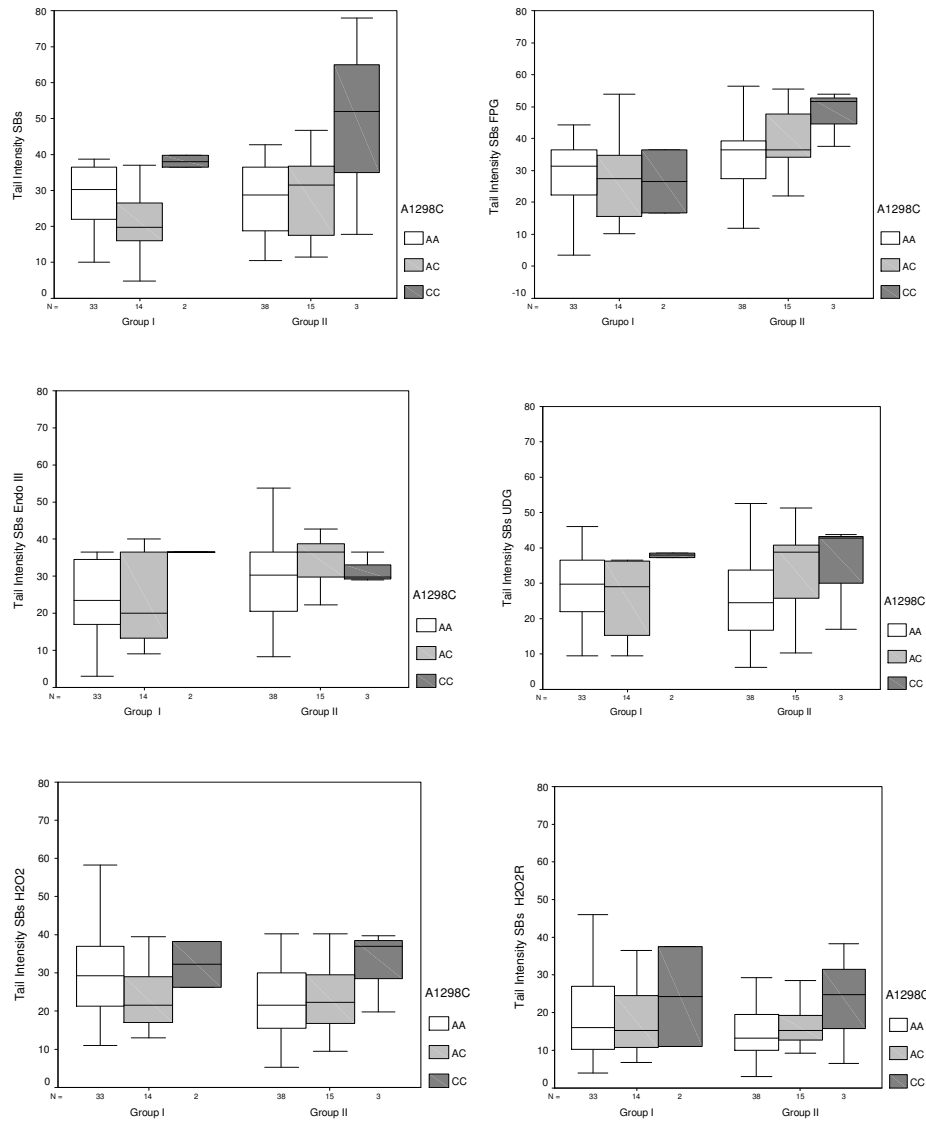 Tail Intensity SBs
80
70
60
50
40
30
20
10
0
N = 33 14 2 38 15 3
Group I Group II
A1298C
AA
AC
CC
Tail Intensity SBs FPG
80
70
60
50
40
30
20
10
0
-10
N = 33 14 2 38 15 3
Grupo I Group II
A1298C
AA
AC
CC
Tail Intensity SBs Endo III
80
70
60
50
40
30
20
10
0
N = 33 14 2 38 15 3
Group I Group II
A1298C
AA
AC
CC
Tail Intensity SBs UDG
80
70
60
50
40
30
20
10
0
N = 33 14 2 38 15 3
Group I Group II
A1298C
AA
AC
CC
Tail Intensity SBs H2O2
80
70
60
50
40
30
20
10
0
N = 33 14 2 38 15 3
Group I Group II
A1298C
AA
AC
CC
Tail Intensity SBs H2O2R
80
70
60
50
40
30
20
10
0
N = 33 14 2 38 15 3
Group I Group II
A1298C
AA
AC
CC